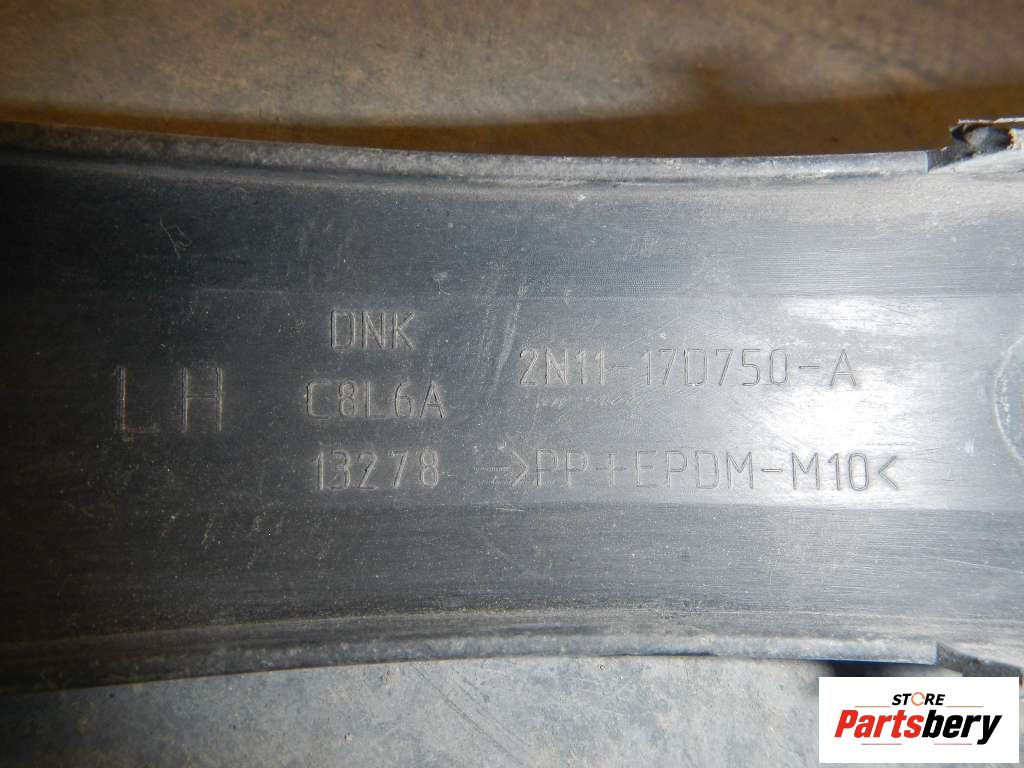 LH
DNK
C8L6A
13278
2N11-17D750-A
>PP+EPDM-M10<
STORE
Partsbery